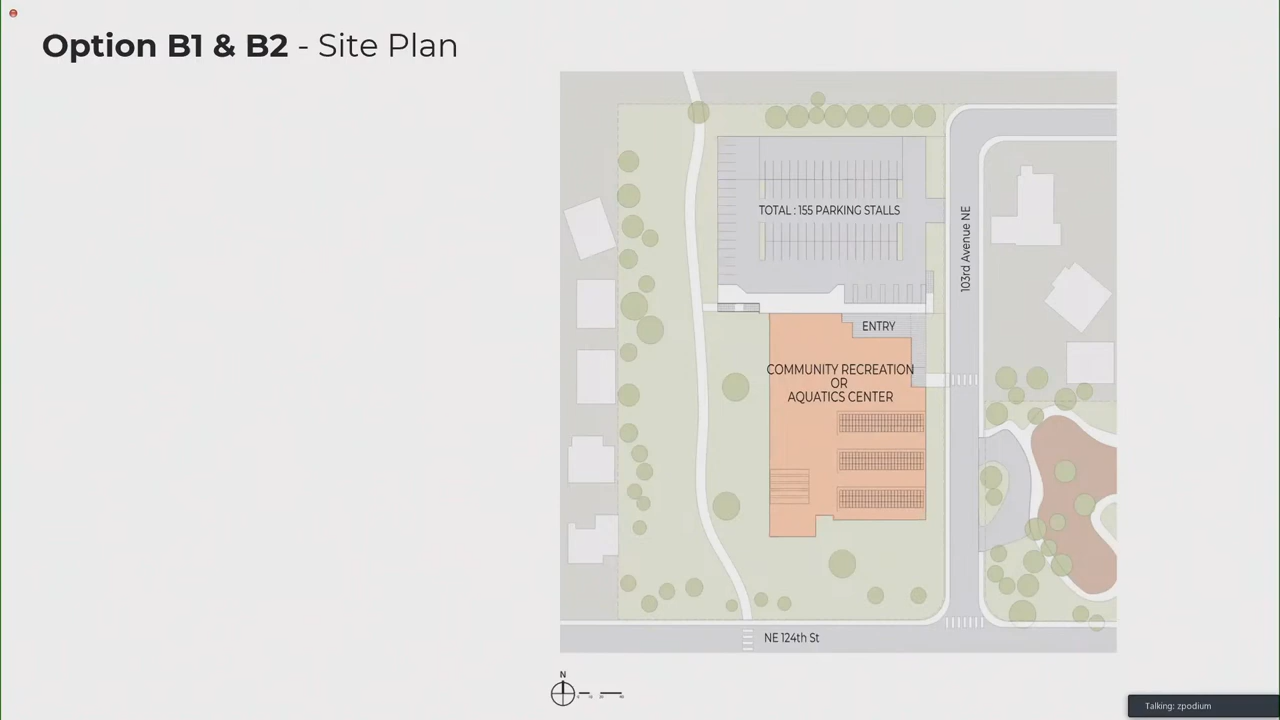 Option B1 & B2 - Site Plan
TOTAL : 155 PARKING STALLS
103rd Avenue NE
ENTRY
COMMUNITY RECREATION
OR
AQUATICS CENTER
NE 124th St
N
Talking: zpodium